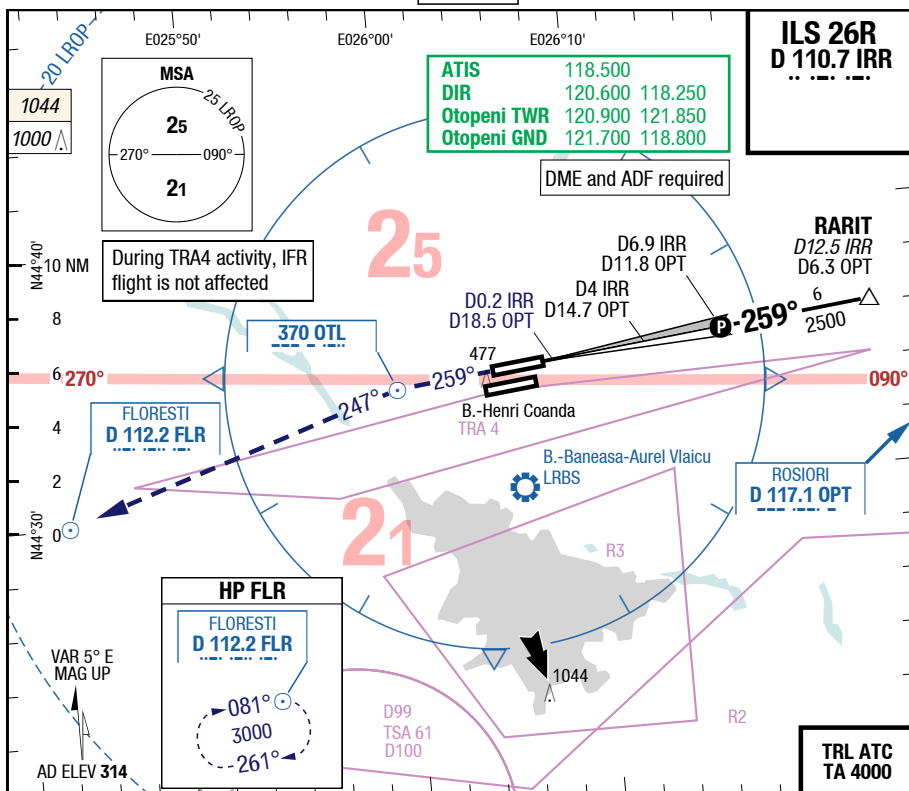 E025°50'
E026°00'
E026°10'
20 LROP
1044
1000
MSA
25 LROP
25
270°
090°
21
ATIS 118.500
DIR 120.600 118.250
Otopeni TWR 120.900 121.850
Otopeni GND 121.700 118.800
ILS 26R
D 110.7 IRR
DME and ADF required
During TRA4 activity, IFR
flight is not affected
25
RARIT
D12.5 IRR
D6.3 OPT
D6.9 IRR
D11.8 OPT
D4 IRR
D14.7 OPT
D0.2 IRR
D18.5 OPT
P
259°
6
2500
N44°40'
10 NM
8
6
4
2
0
N44°30'
370 OTL
477
270°
090°
259°
247°
B.-Henri Coanda
TRA 4
FLORESTI
D 112.2 FLR
B.-Baneasa-Aurel Vlaicu
LRBS
ROSIORI
D 117.1 OPT
21
R3
HP FLR
FLORESTI
D 112.2 FLR
081°
3000
261°
VAR 5° E
MAG UP
AD ELEV 314
1044
D99
TSA 61
D100
R2
TRL ATC
TA 4000